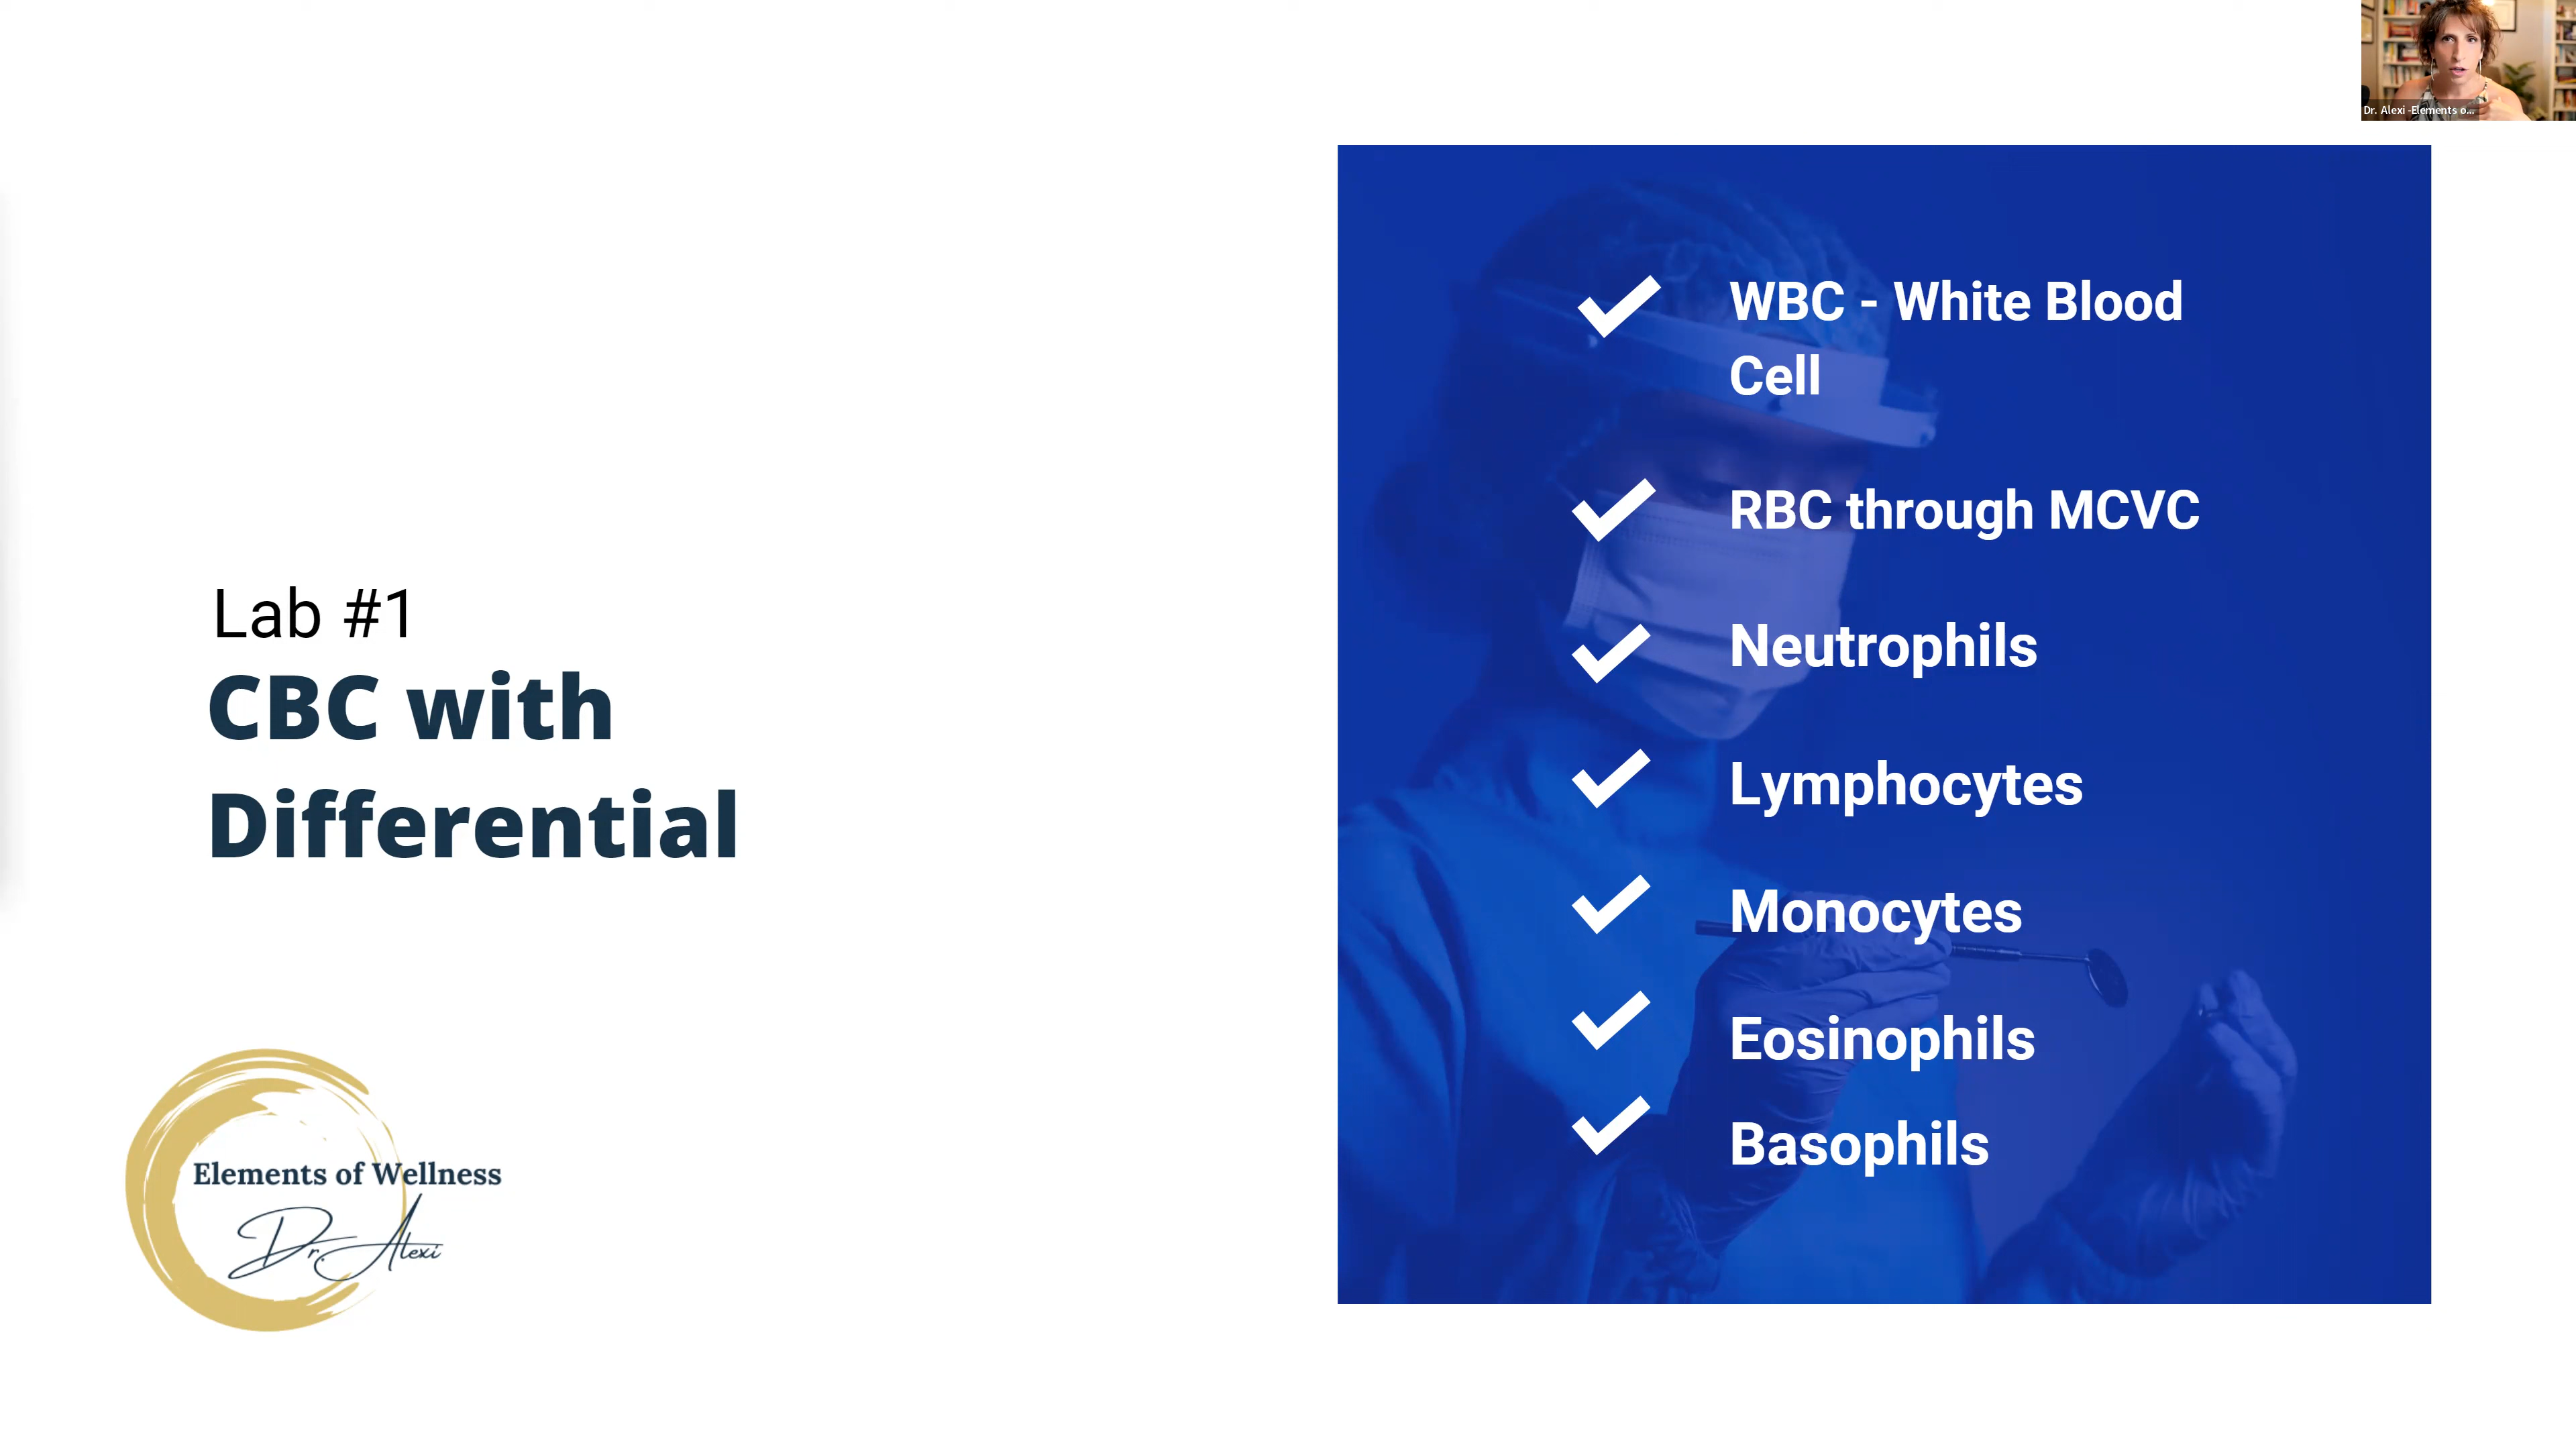 Dr. Alexi -Elements o...
WBC - White Blood
Cell
RBC through MCVC
Neutrophils
Lymphocytes
Monocytes
Eosinophils
Basophils
Lab #1
CBC with
Differential
Elements of Wellness
Dr. Alexi